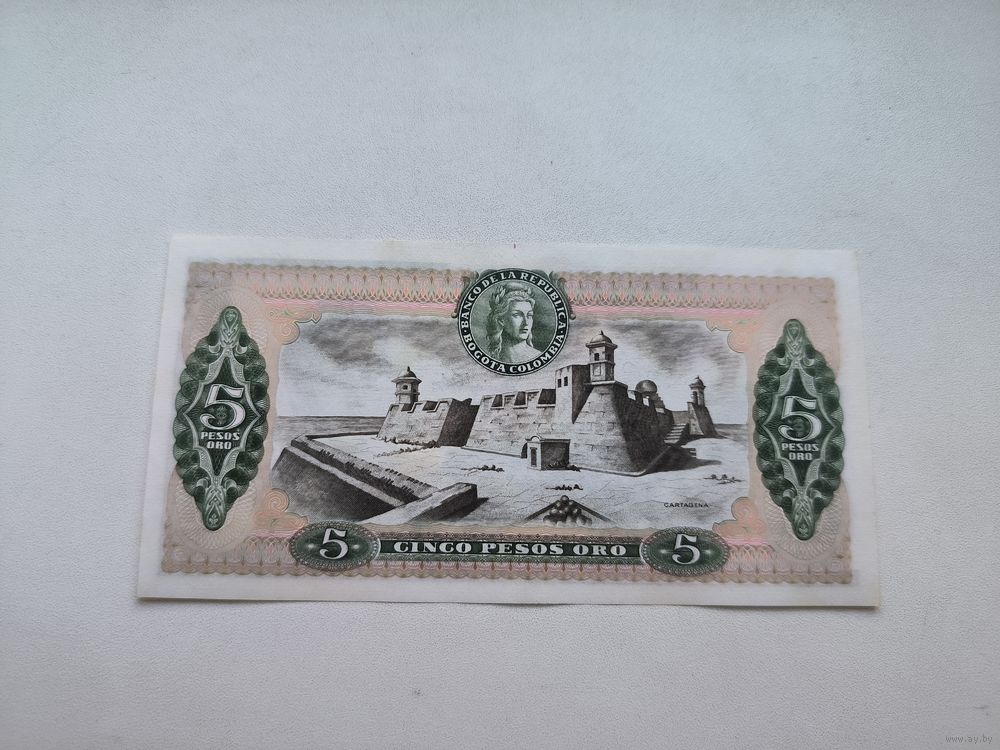 BANCO DE LA REPUBLICA
BOGOTA COLOMBIA
5
PESOS
ORO
5
PESOS
ORO
CARTAGENA
5 CINCO PESOS ORO 5
www.ay.by